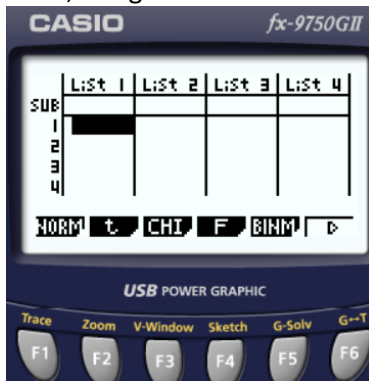 CASIO fx-9750GII
List 1 List 2 List 3 List 4
SUB
1
2
3
4
NORM t CHI F BINM
USB POWER GRAPHIC
Trace Zoom V-Window Sketch G-Solv G↔T
F1 F2 F3 F4 F5 F6